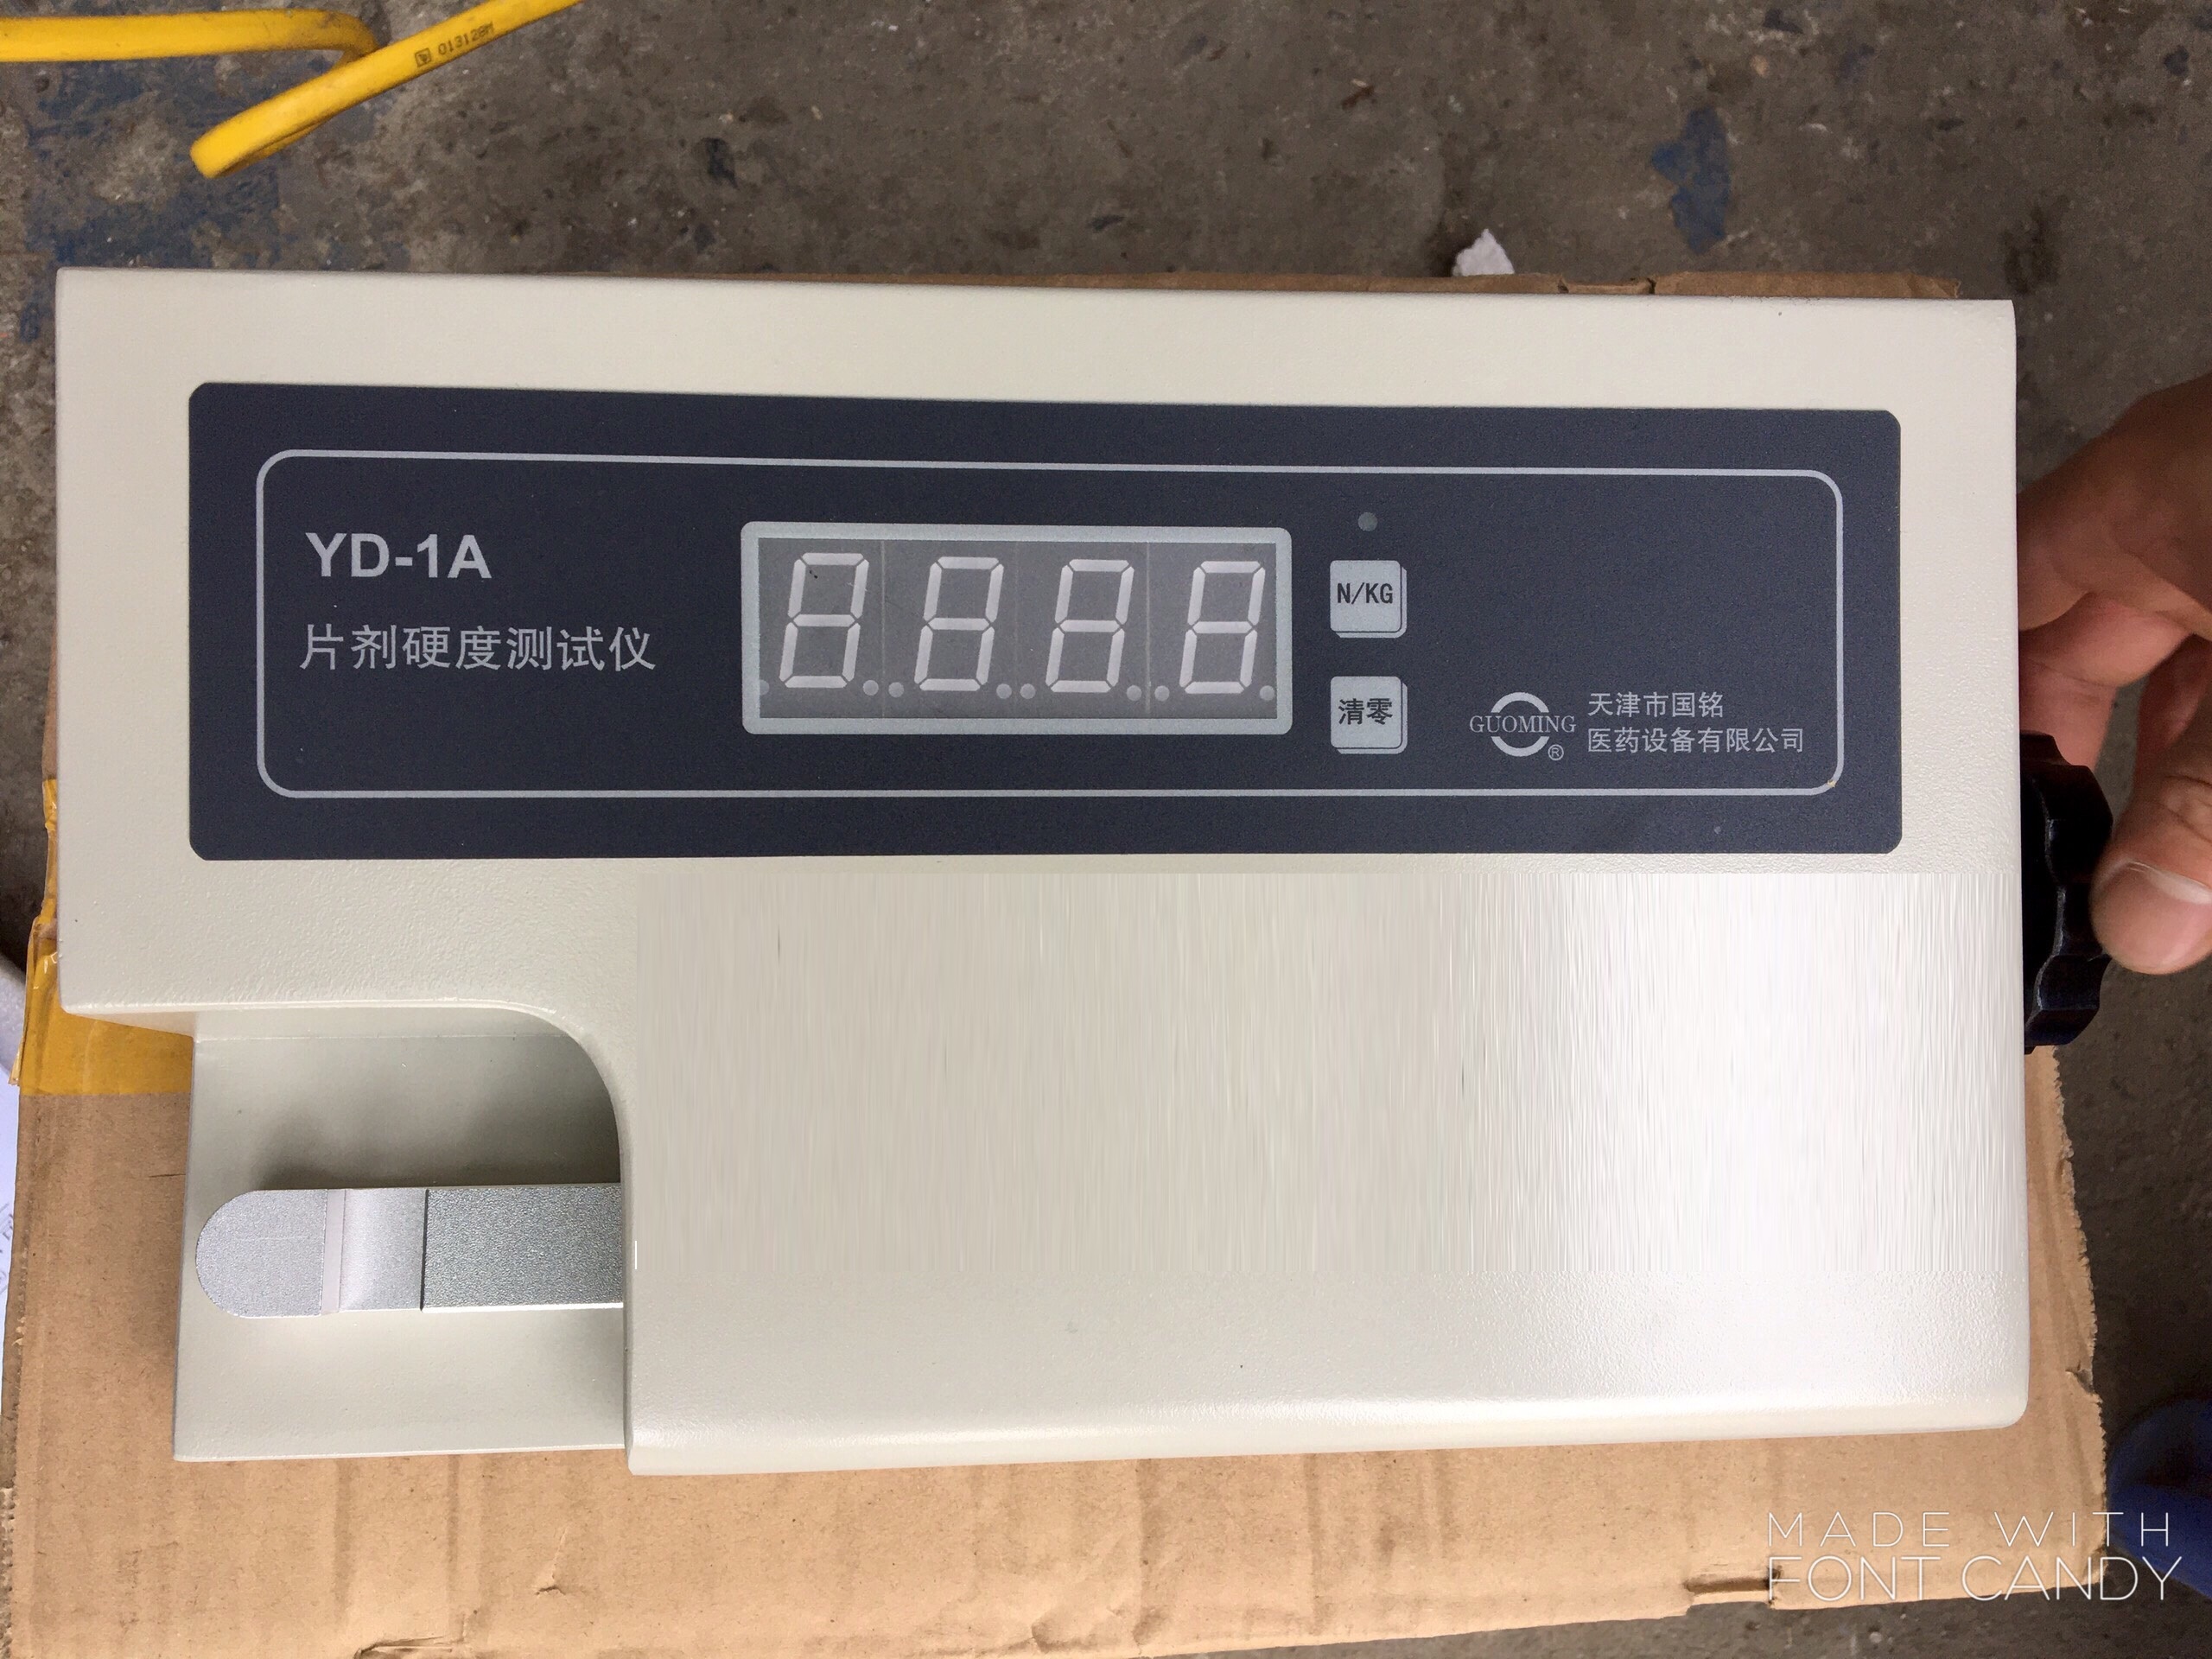 013128M
YD-1A
片剂硬度测试仪
N/KG
清零
GUOMING
®
天津市国铭
医药设备有限公司
MADE WITH
FONT CANDY